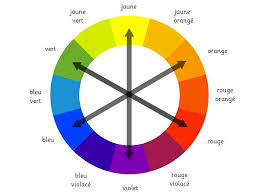 jaune
jaune
vert
jaune
orangé
vert
orange
bleu
vert
rouge
orangé
bleu
rouge
bleu
violacé
violet
rouge
violacé